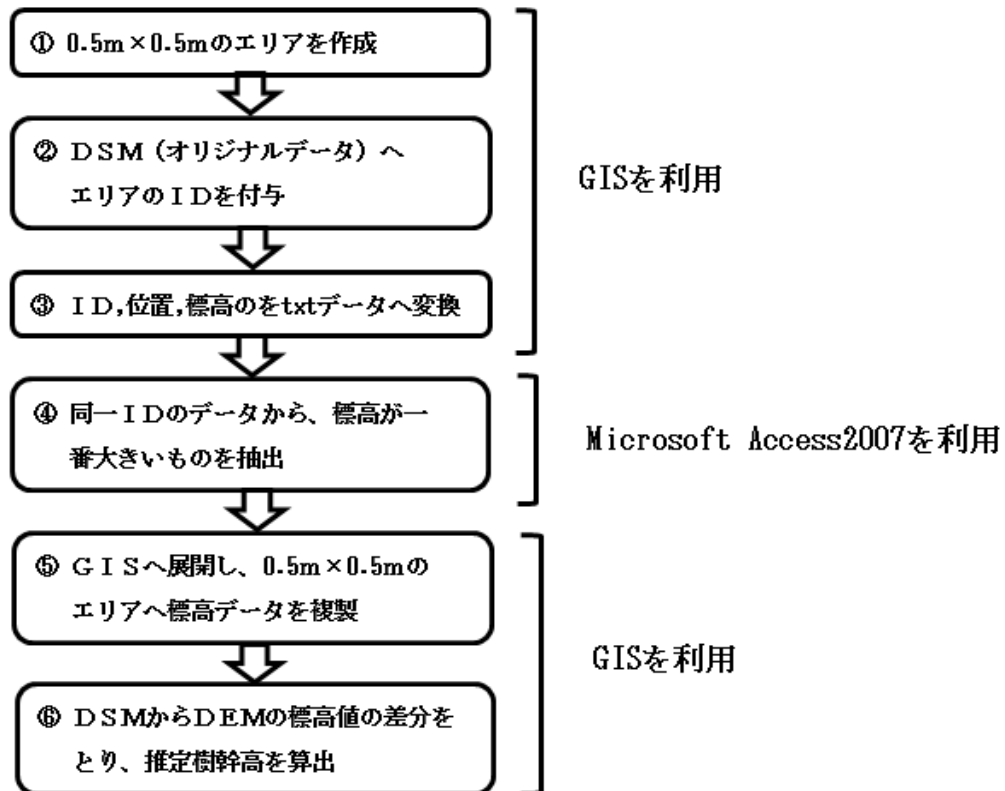 ① 0.5m×0.5mのエリアを作成
② DSM（オリジナルデータ）へ
エリアのIDを付与
③ ID,位置,標高のをtxtデータへ変換
GISを利用
④ 同一IDのデータから、標高が一
番大きいものを抽出
Microsoft Access2007を利用
⑤ GISへ展開し、0.5m×0.5mの
エリアへ標高データを複製
⑥ DSMからDEMの標高値の差分を
とり、推定樹幹高を算出
GISを利用